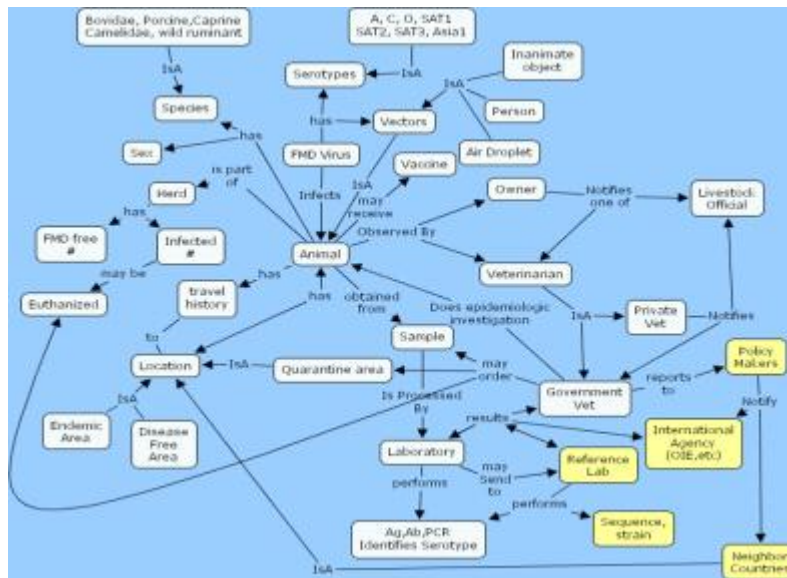 Bovidae, Porcine,Caprine
Camelidae, wild ruminant
A, C, O, SAT1
SAT2, SAT3, Asia1
Inanimate
object
IsA
IsA
IsA
Serotypes
Species
has
Vectors
Person
has
Sex
FMD Virus
Vaccine
Air Droplet
is part
of
Herd
Infects
IsA
may
receive
Owner
Notifies
one of
Livestock
Official
has
FMD free
#
Infected
#
Animal
Observed By
Veterinarian
may be
Euthanized
travel
history
has
has
obtained
from
Does epidemiologic
investigation
IsA
Private
Vet
Notifies
to
Sample
Location
IsA
Quarantine area
may
order
Policy
Makers
IsA
Is Processed
By
Government
Vet
reports
to
Notify
Endemic
Area
Disease
Free
Area
results
Laboratory
International
Agency
(OIE,etc)
Reference
Lab
performs
may
Send
to
performs
Ag,Ab,PCR
Identifies Serotype
Sequence,
strain
IsA
Neighbor
Countries